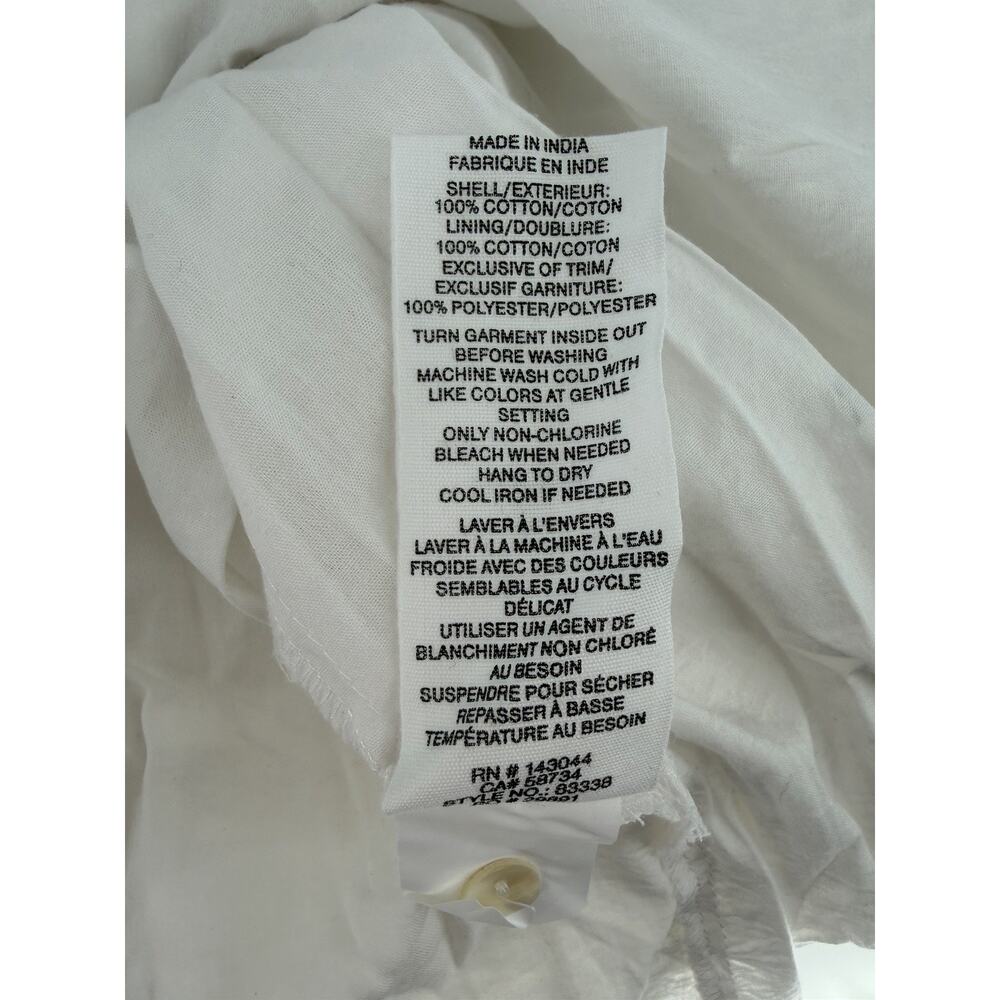 MADE IN INDIA
FABRIQUE EN INDE
SHELL/EXTERIEUR:
100% COTTON/COTON
LINING/DOUBLURE:
100% COTTON/COTON
EXCLUSIVE OF TRIM/
EXCLUSIF GARNITURE:
100% POLYESTER/POLYESTER
TURN GARMENT INSIDE OUT
BEFORE WASHING
MACHINE WASH COLD WITH
LIKE COLORS AT GENTLE
SETTING
ONLY NON-CHLORINE
BLEACH WHEN NEEDED
HANG TO DRY
COOL IRON IF NEEDED
LAVER À L'ENVERS
LAVER À LA MACHINE À L'EAU
FROIDE AVEC DES COULEURS
SEMBLABLES AU CYCLE
DÉLICAT
UTILISER UN AGENT DE
BLANCHIMENT NON CHLORÉ
AU BESOIN
SUSPENDRE POUR SÉCHER
REPASSER À BASSE
TEMPÉRATURE AU BESOIN
RN # 143044
CA# 58734
STYLE NO.: 83338